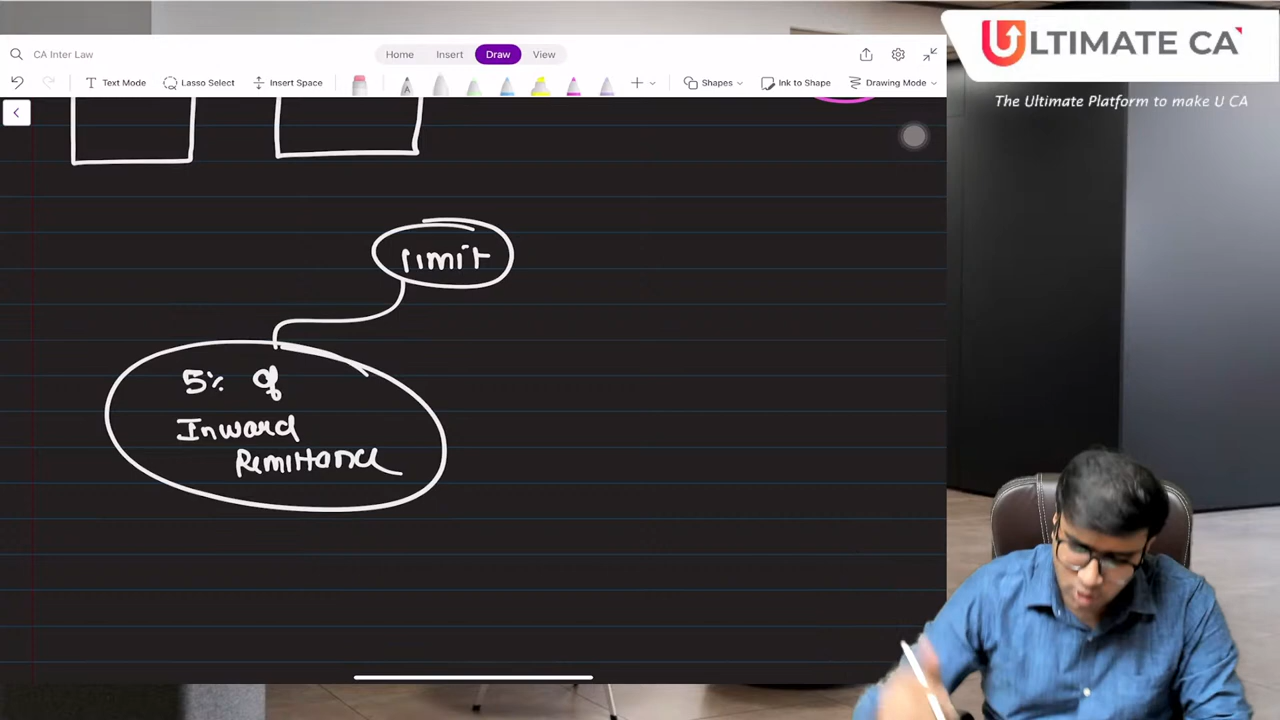 ULTIMATE CA
The Ultimate Platform to make U CA
CA Inter Law
Home Insert Draw View
Text Mode Lasso Select Insert Space Shapes Ink to Shape Drawing Mode
limit
5% of
Inward
Remittance